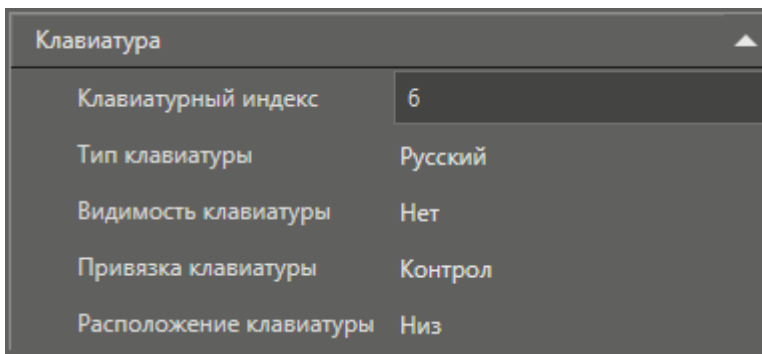 Клавиатура
Клавиатурный индекс 6
Тип клавиатуры Русский
Видимость клавиатуры Нет
Привязка клавиатуры Контрол
Расположение клавиатуры Низ